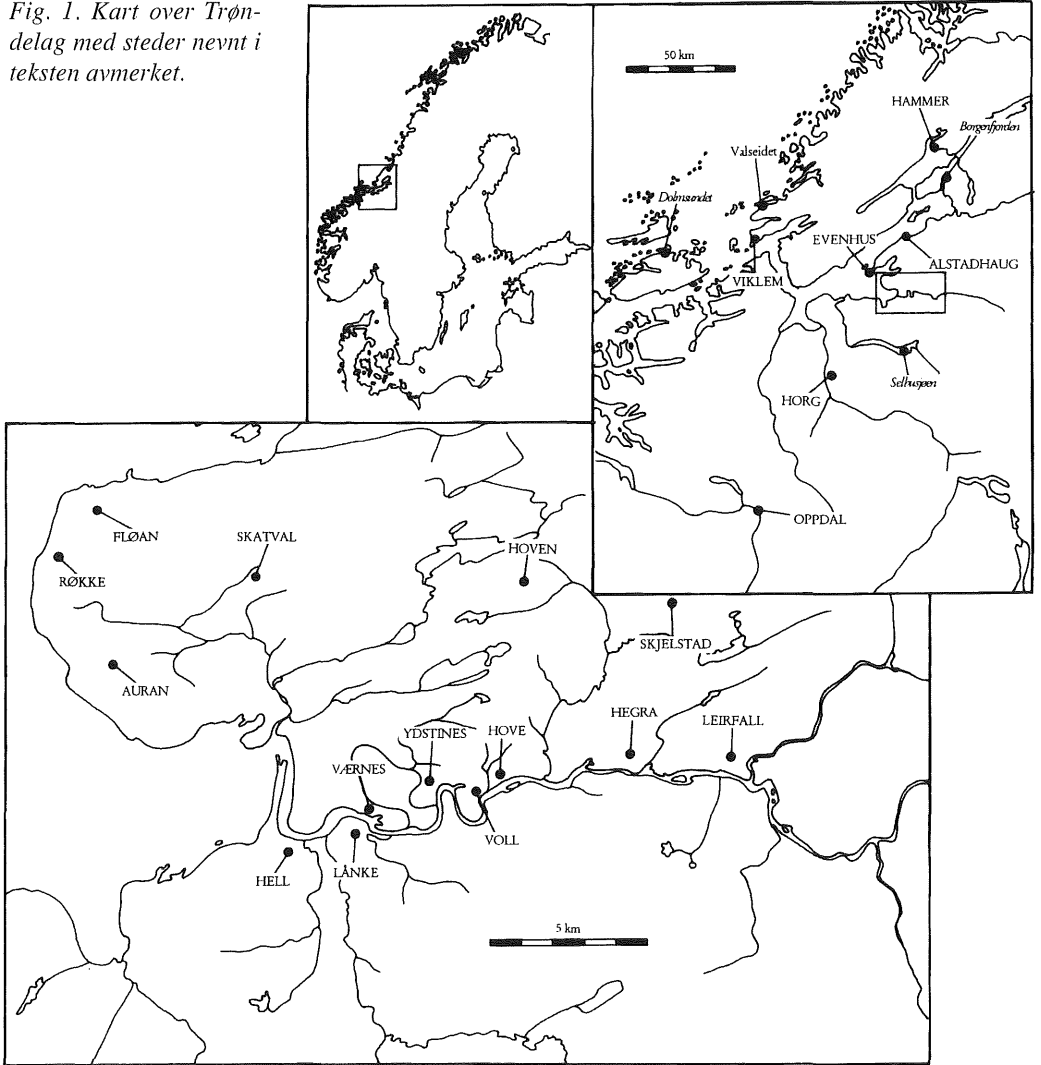 Fig. 1. Kart over Trøn-
delag med steder nevnt i
teksten avmerket.
50 km
HAMMER
Borgenfjorden
Valseidet
Dolmsundet
EVENHUS
ALSTADHAUG
VIKLEM
Selbusjøen
HORG
OPPDAL
FLØAN
SKATVAL
HOVEN
RØKKE
SKJELSTAD
AURAN
HEGRA
LEIRFALL
YDSTINES
HOVE
VÆRNES
VOLL
HELL
LÅNKE
5 km